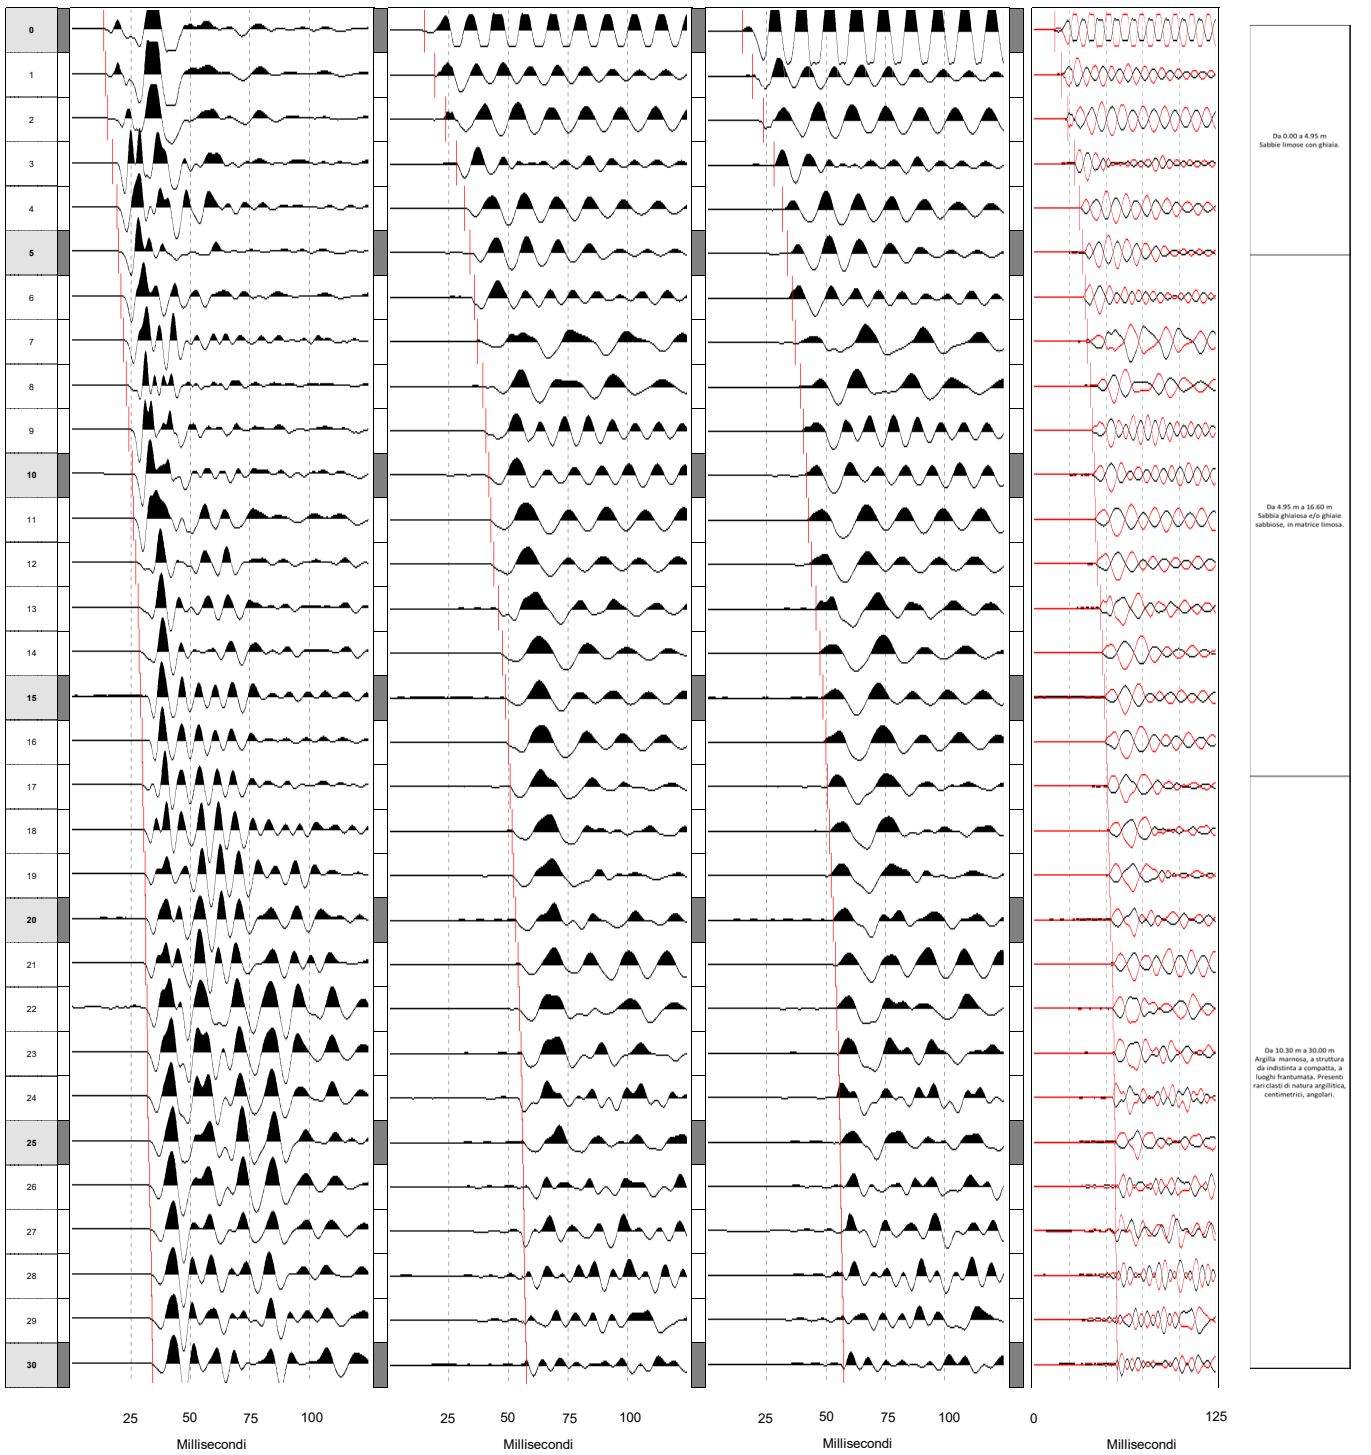 0
1
2
3
4
5
6
7
8
9
10
11
12
13
14
15
16
17
18
19
20
21
22
23
24
25
26
27
28
29
30
25 50 75 100
Millisecondi
25 50 75 100
Millisecondi
25 50 75 100
Millisecondi
0 125
Millisecondi
Da 0.00 a 4.95 m
Sabbie limose con ghiaia.
Da 4.95 m a 16.60 m
Sabbia ghiaiosa e/o ghiaie
sabbiose, in matrice limosa.
Da 10.30 m a 30.00 m
Argilla marnosa, a struttura
da indistinta a compatta, a
luoghi frantumata. Presenti
rari clasti di natura argillitica,
centimetrici, angolari.